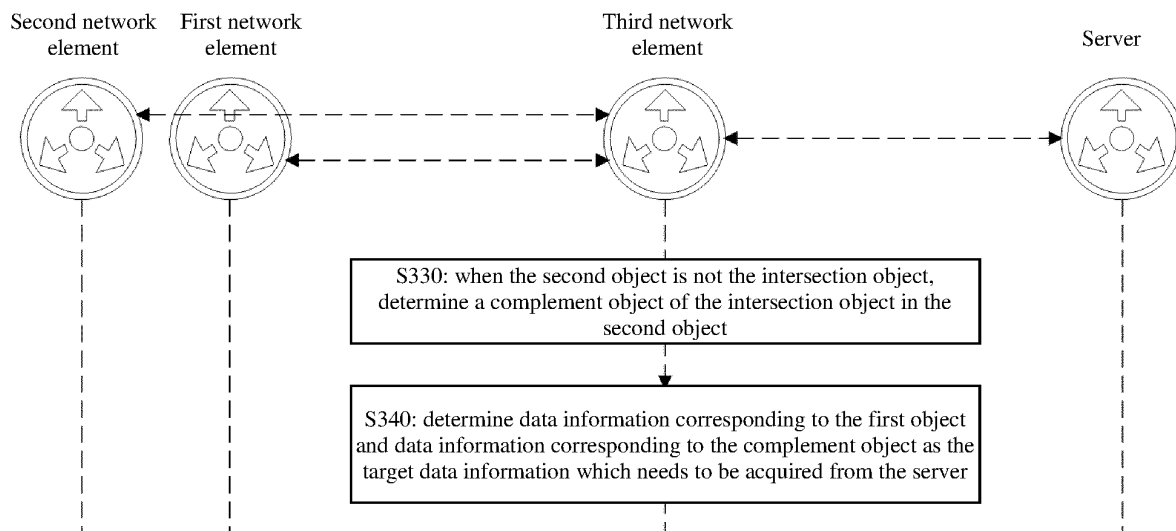 Second network
element
First network
element
Third network
element
Server
S330: when the second object is not the intersection object,
determine a complement object of the intersection object in the
second object
S340: determine data information corresponding to the first object
and data information corresponding to the complement object as the
target data information which needs to be acquired from the server